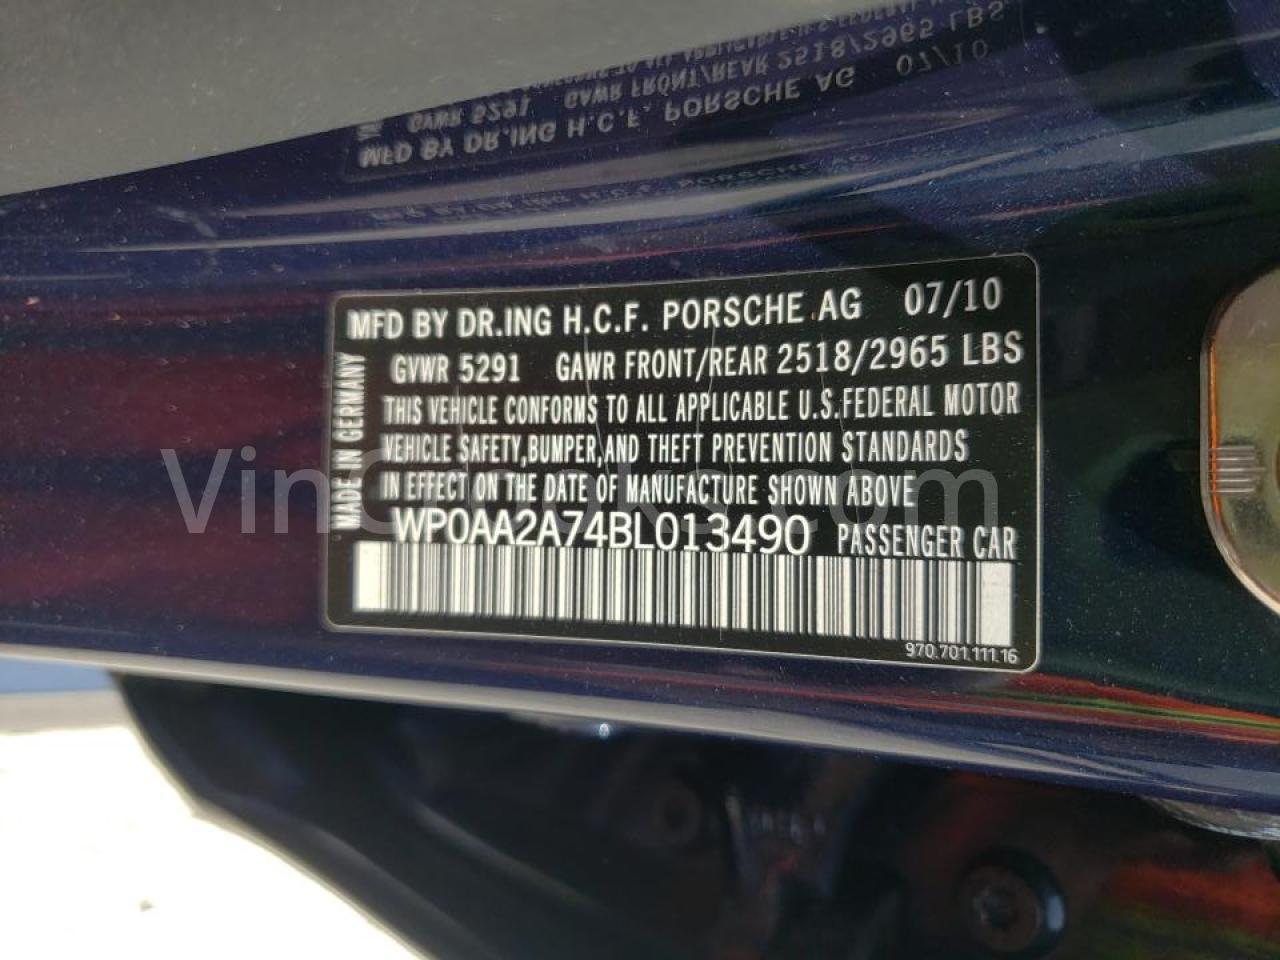 MFD BY DR.ING H.C.F. PORSCHE AG 07/10
GVWR 5291 GAWR FRONT/REAR 2518/2965 LBS
THIS VEHICLE CONFORMS TO ALL APPLICABLE U.S.FEDERAL MOTOR
VEHICLE SAFETY,BUMPER,AND THEFT PREVENTION STANDARDS
IN EFFECT ON THE DATE OF MANUFACTURE SHOWN ABOVE
WP0AA2A74BL013490 PASSENGER CAR
970.701.111.16
MADE IN GERMANY